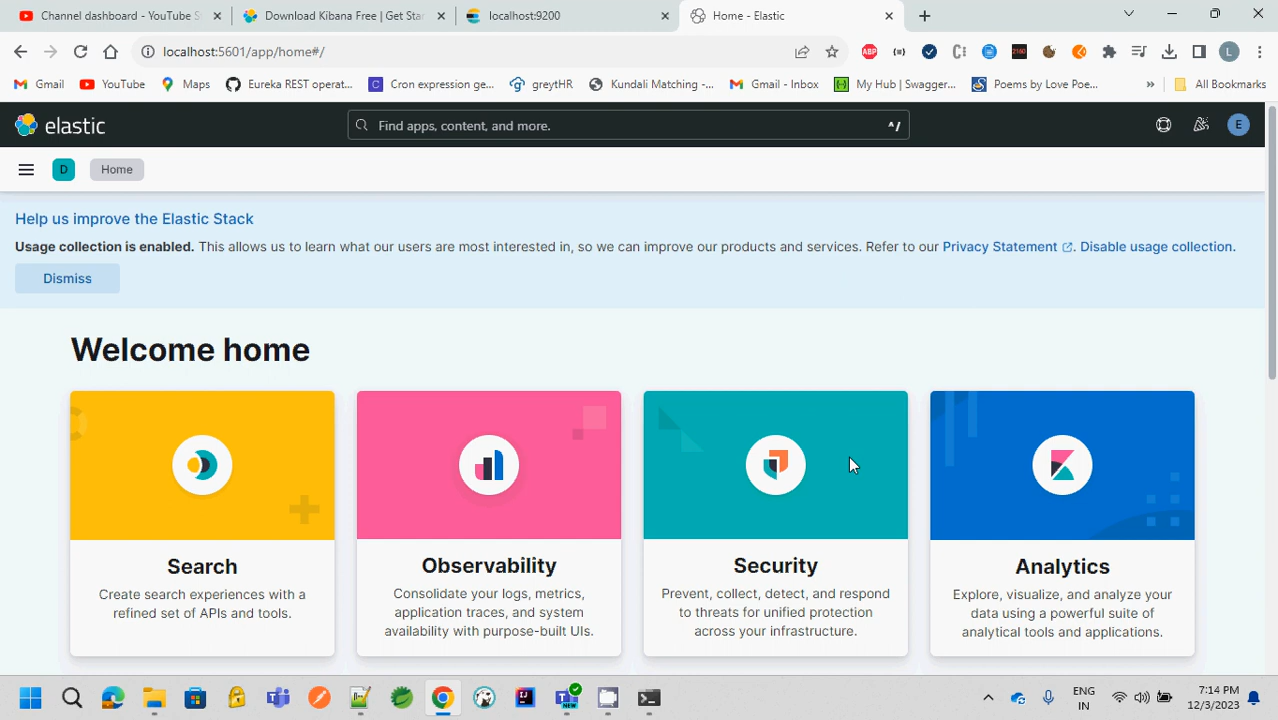 Channel dashboard - YouTube S
Download Kibana Free | Get Star
localhost:9200
Home - Elastic
localhost:5601/app/home#/
Gmail
YouTube
Maps
Eureka REST operat...
Cron expression ge...
greytHR
Kundali Matching -...
Gmail - Inbox
My Hub | Swagger...
Poems by Love Poe...
All Bookmarks
elastic
Find apps, content, and more.
^/
E
D
Home
Help us improve the Elastic Stack
Usage collection is enabled. This allows us to learn what our users are most interested in, so we can improve our products and services. Refer to our Privacy Statement. Disable usage collection.
Dismiss
Welcome home
Search
Create search experiences with a
refined set of APIs and tools.
Observability
Consolidate your logs, metrics,
application traces, and system
availability with purpose-built UIs.
Security
Prevent, collect, detect, and respond
to threats for unified protection
across your infrastructure.
Analytics
Explore, visualize, and analyze your
data using a powerful suite of
analytical tools and applications.
ENG
IN
7:14 PM
12/3/2023